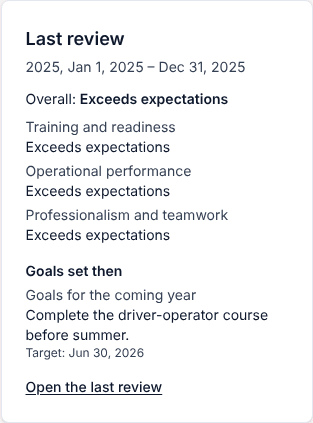 Last review
2025, Jan 1, 2025 – Dec 31, 2025
Overall: Exceeds expectations
Training and readiness
Exceeds expectations
Operational performance
Exceeds expectations
Professionalism and teamwork
Exceeds expectations
Goals set then
Goals for the coming year
Complete the driver-operator course
before summer.
Target: Jun 30, 2026
Open the last review